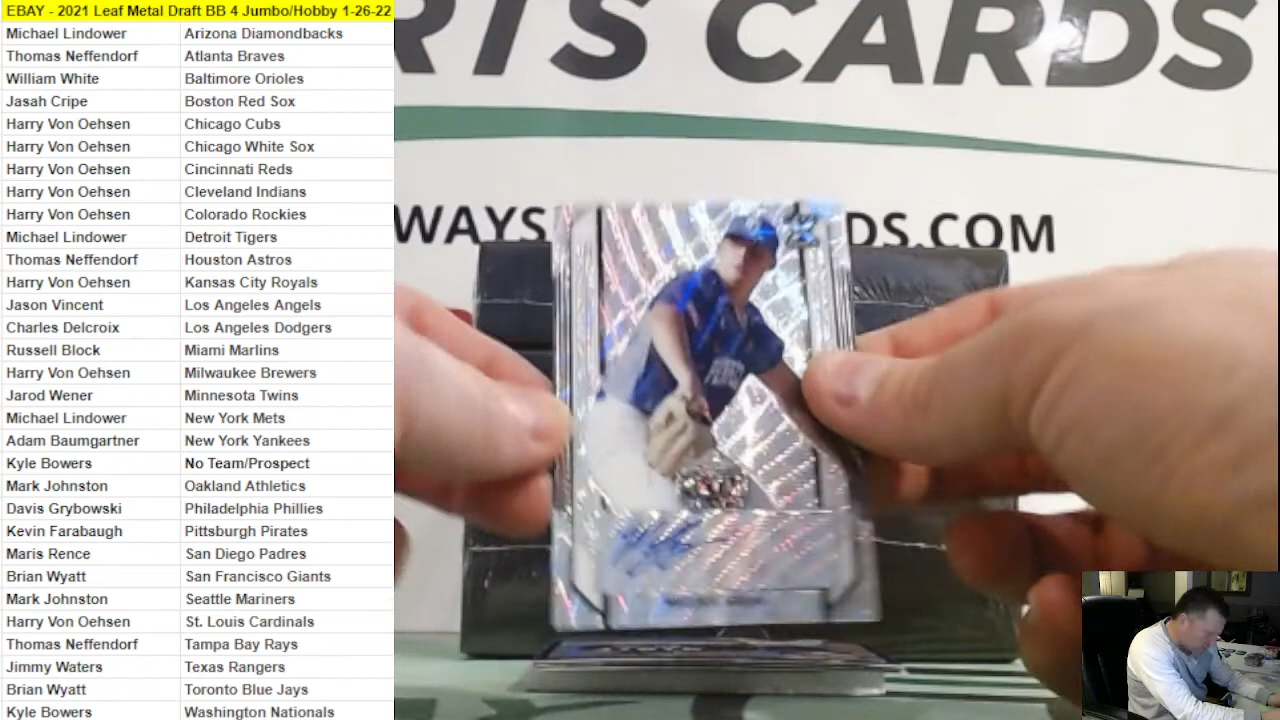 EBAY - 2021 Leaf Metal Draft BB 4 Jumbo/Hobby 1-26-22
Michael Lindower Arizona Diamondbacks
Thomas Neffendorf Atlanta Braves
William White Baltimore Orioles
Jasah Cripe Boston Red Sox
Harry Von Oehsen Chicago Cubs
Harry Von Oehsen Chicago White Sox
Harry Von Oehsen Cincinnati Reds
Harry Von Oehsen Cleveland Indians
Harry Von Oehsen Colorado Rockies
Michael Lindower Detroit Tigers
Thomas Neffendorf Houston Astros
Harry Von Oehsen Kansas City Royals
Jason Vincent Los Angeles Angels
Charles Delcroix Los Angeles Dodgers
Russell Block Miami Marlins
Harry Von Oehsen Milwaukee Brewers
Jarod Wener Minnesota Twins
Michael Lindower New York Mets
Adam Baumgartner New York Yankees
Kyle Bowers No Team/Prospect
Mark Johnston Oakland Athletics
Davis Grybowski Philadelphia Phillies
Kevin Farabaugh Pittsburgh Pirates
Maris Rence San Diego Padres
Brian Wyatt San Francisco Giants
Mark Johnston Seattle Mariners
Harry Von Oehsen St. Louis Cardinals
Thomas Neffendorf Tampa Bay Rays
Jimmy Waters Texas Rangers
Brian Wyatt Toronto Blue Jays
Kyle Bowers Washington Nationals
RTS CARDS
WAYS DS.COM